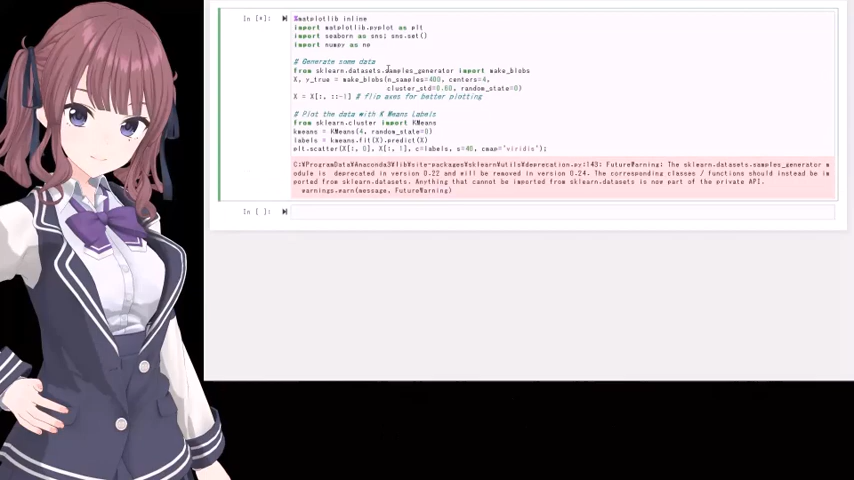 In [*]:
%matplotlib inline
import matplotlib.pyplot as plt
import seaborn as sns; sns.set()
import numpy as np
# Generate some data
from sklearn.datasets.samples_generator import make_blobs
X, y_true = make_blobs(n_samples=400, centers=4,
cluster_std=0.60, random_state=0)
X = X[:, ::-1] # flip axes for better plotting
# Plot the data with K Means Labels
from sklearn.cluster import KMeans
kmeans = KMeans(4, random_state=0)
labels = kmeans.fit(X).predict(X)
plt.scatter(X[:, 0], X[:, 1], c=labels, s=40, cmap='viridis');
C:¥ProgramData¥Anaconda3¥lib¥site-packages¥sklearn¥utils¥deprecation.py:143: FutureWarning: The sklearn.datasets.samples_generator m
odule is deprecated in version 0.22 and will be removed in version 0.24. The corresponding classes / functions should instead be im
ported from sklearn.datasets. Anything that cannot be imported from sklearn.datasets is now part of the private API.
warnings.warn(message, FutureWarning)
In [ ]: